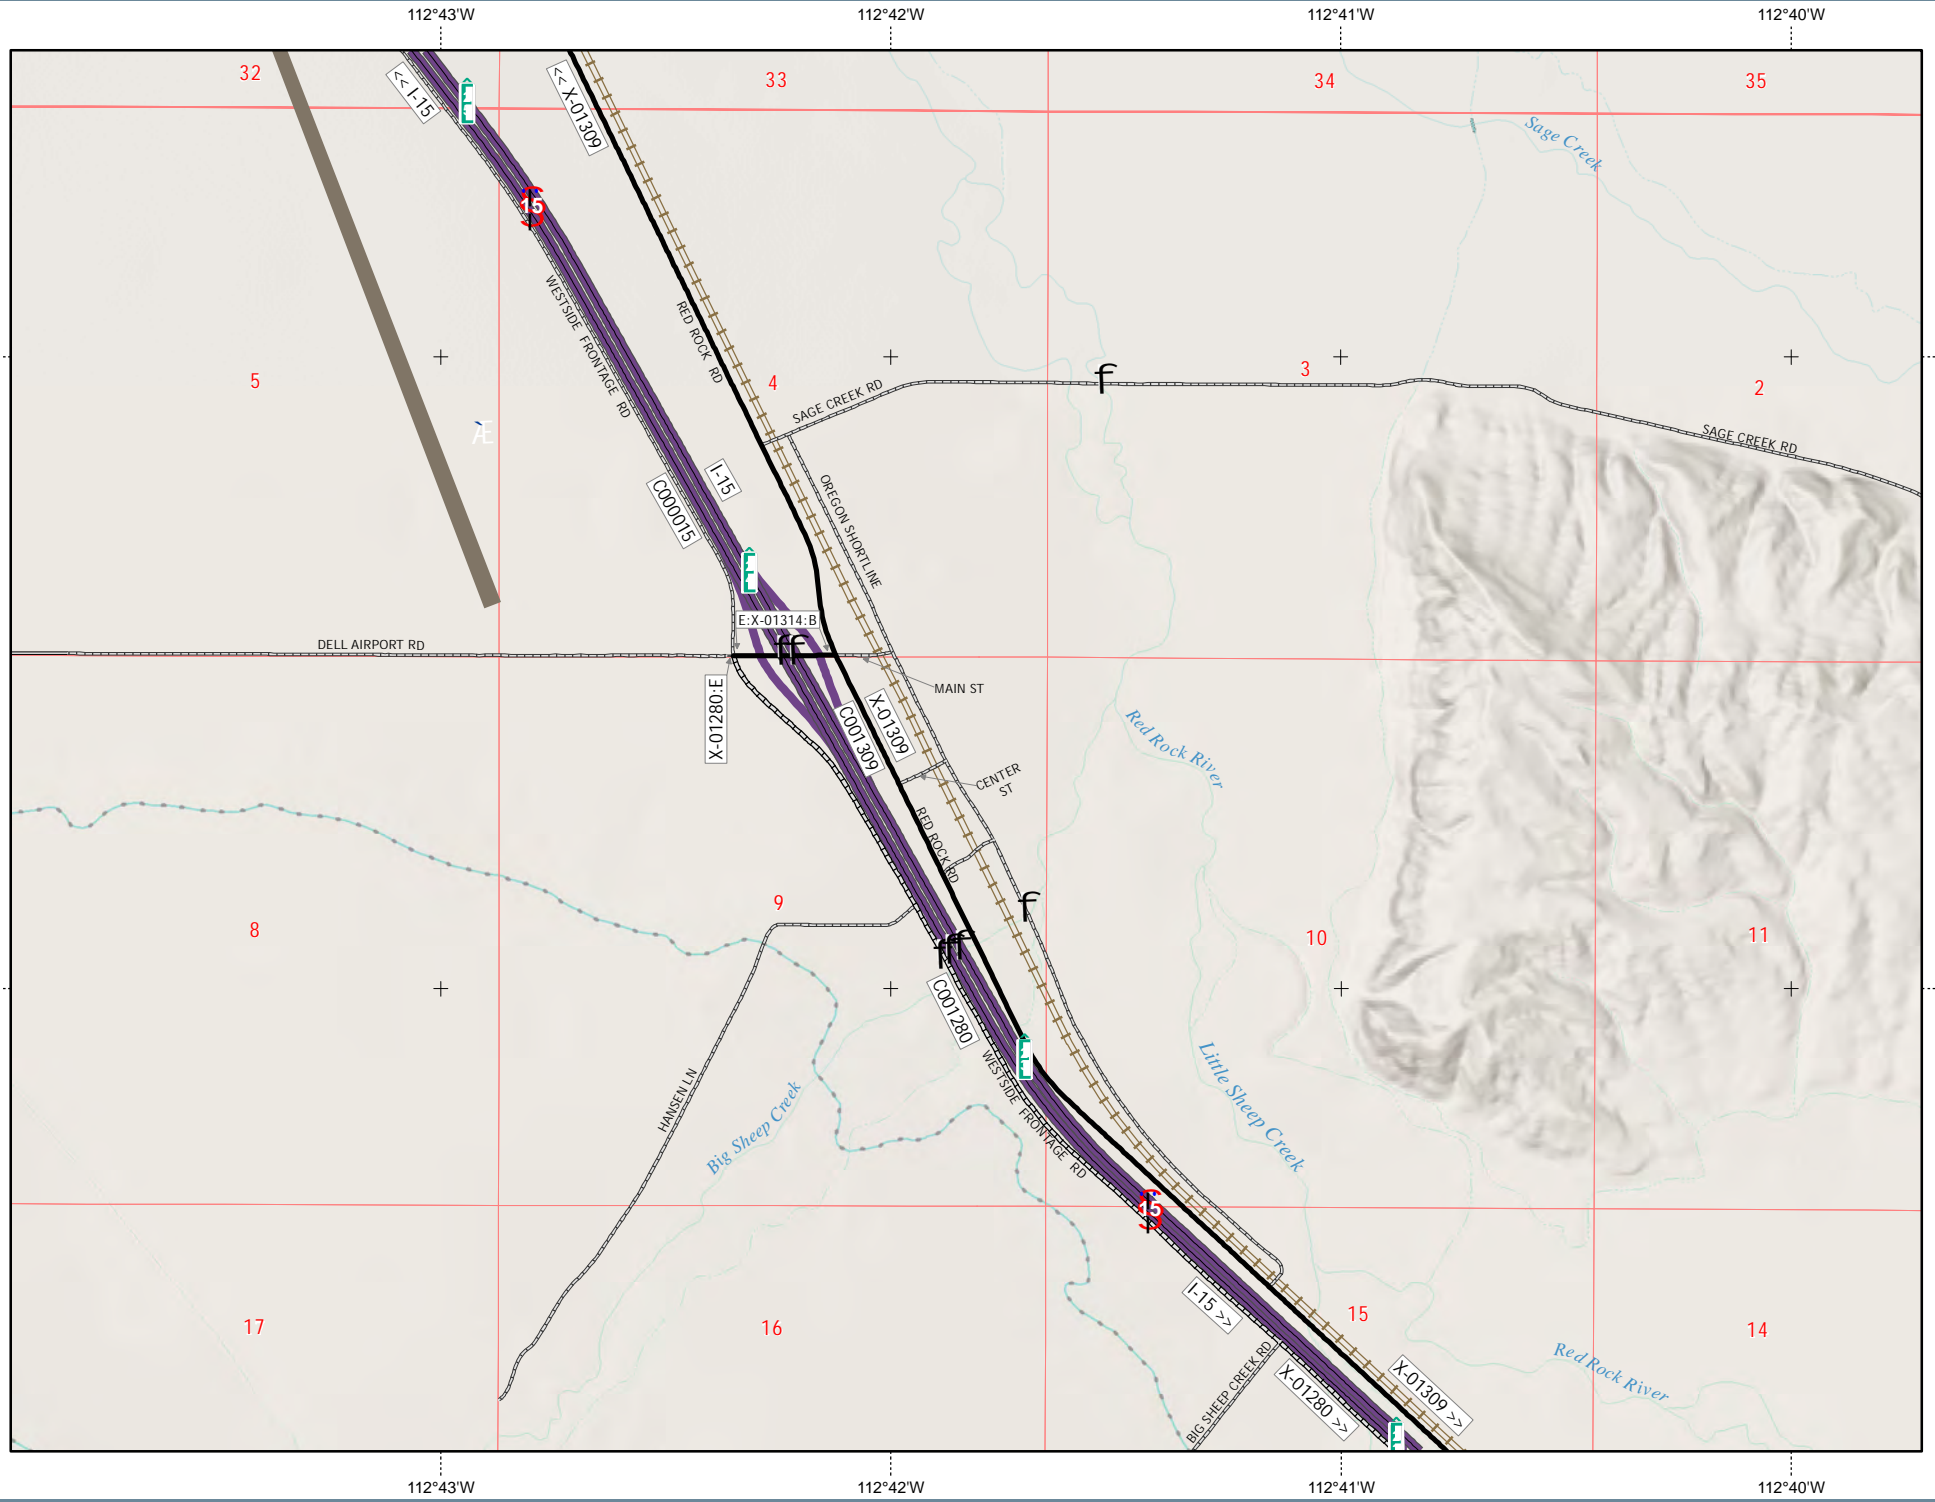 112°43'W
112°42'W
112°41'W
112°40'W
32
33
34
35
<< I-15
<< X-01309
Sage Creek
15
WESTSIDE FRONTAGE RD
RED ROCK RD
5
4
3
2
SAGE CREEK RD
SAGE CREEK RD
Æ
I-15
C000015
OREGON SHORTLINE
E:X-01314:B
DELL AIRPORT RD
MAIN ST
X-01280:E
C001309
X-01309
Red Rock River
CENTER
ST
RED ROCK RD
8
9
10
11
C001280
WESTSIDE FRONTAGE RD
HANSEN LN
Big Sheep Creek
Little Sheep Creek
15
I-15 >>
17
16
15
14
BIG SHEEP CREEK RD
X-01280 >>
X-01309 >>
Red Rock River
112°43'W
112°42'W
112°41'W
112°40'W